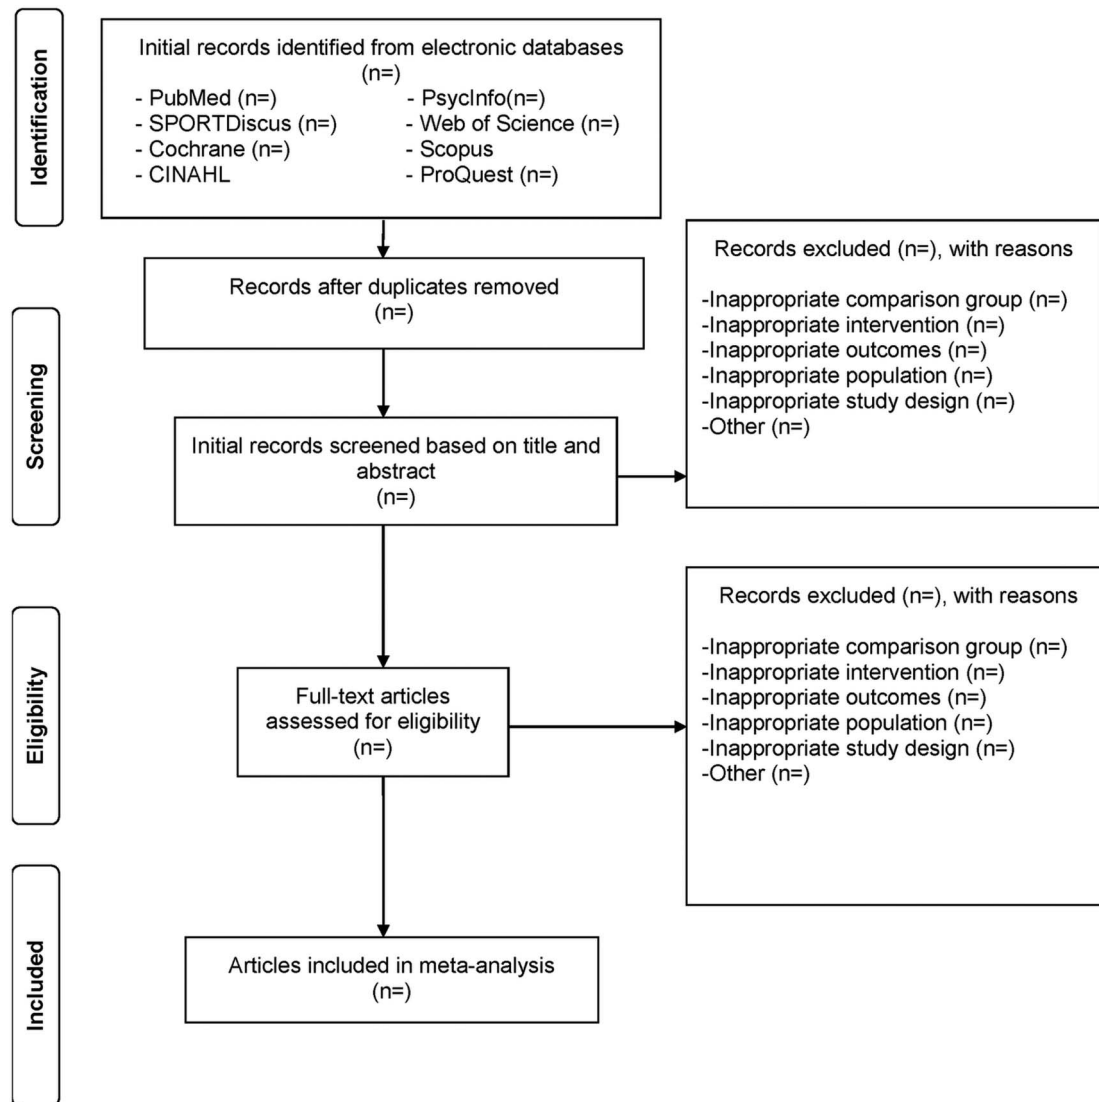 Identification
Initial records identified from electronic databases
(n=)
- PubMed (n=)
- SPORTDiscus (n=)
- Cochrane (n=)
- CINAHL
- PsycInfo(n=)
- Web of Science (n=)
- Scopus
- ProQuest (n=)
Screening
Records after duplicates removed
(n=)
Initial records screened based on title and
abstract
(n=)
Records excluded (n=), with reasons
-Inappropriate comparison group (n=)
-Inappropriate intervention (n=)
-Inappropriate outcomes (n=)
-Inappropriate population (n=)
-Inappropriate study design (n=)
-Other (n=)
Eligibility
Full-text articles
assessed for eligibility
(n=)
Records excluded (n=), with reasons
-Inappropriate comparison group (n=)
-Inappropriate intervention (n=)
-Inappropriate outcomes (n=)
-Inappropriate population (n=)
-Inappropriate study design (n=)
-Other (n=)
Included
Articles included in meta-analysis
(n=)